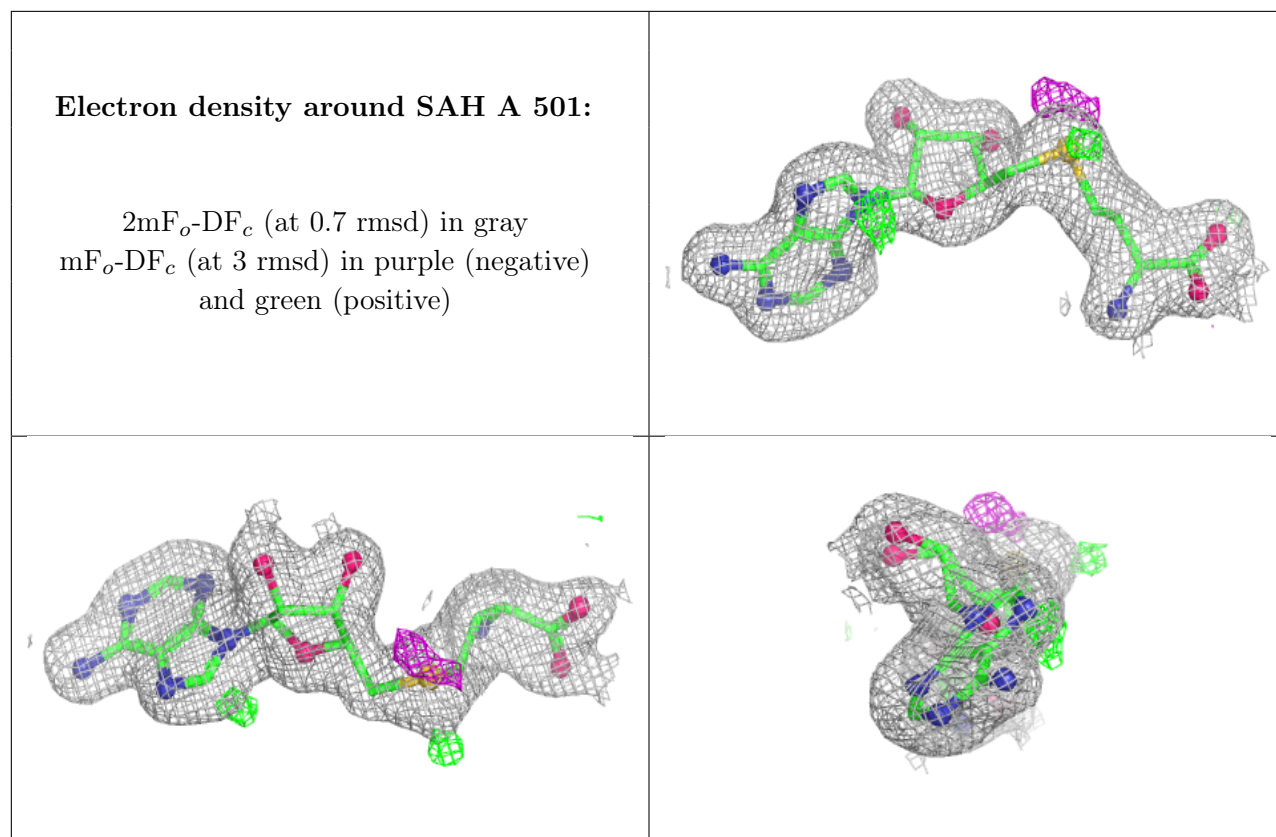 Electron density around SAH A 501:
2mFo-DFc (at 0.7 rmsd) in gray
mFo-DFc (at 3 rmsd) in purple (negative)
and green (positive)